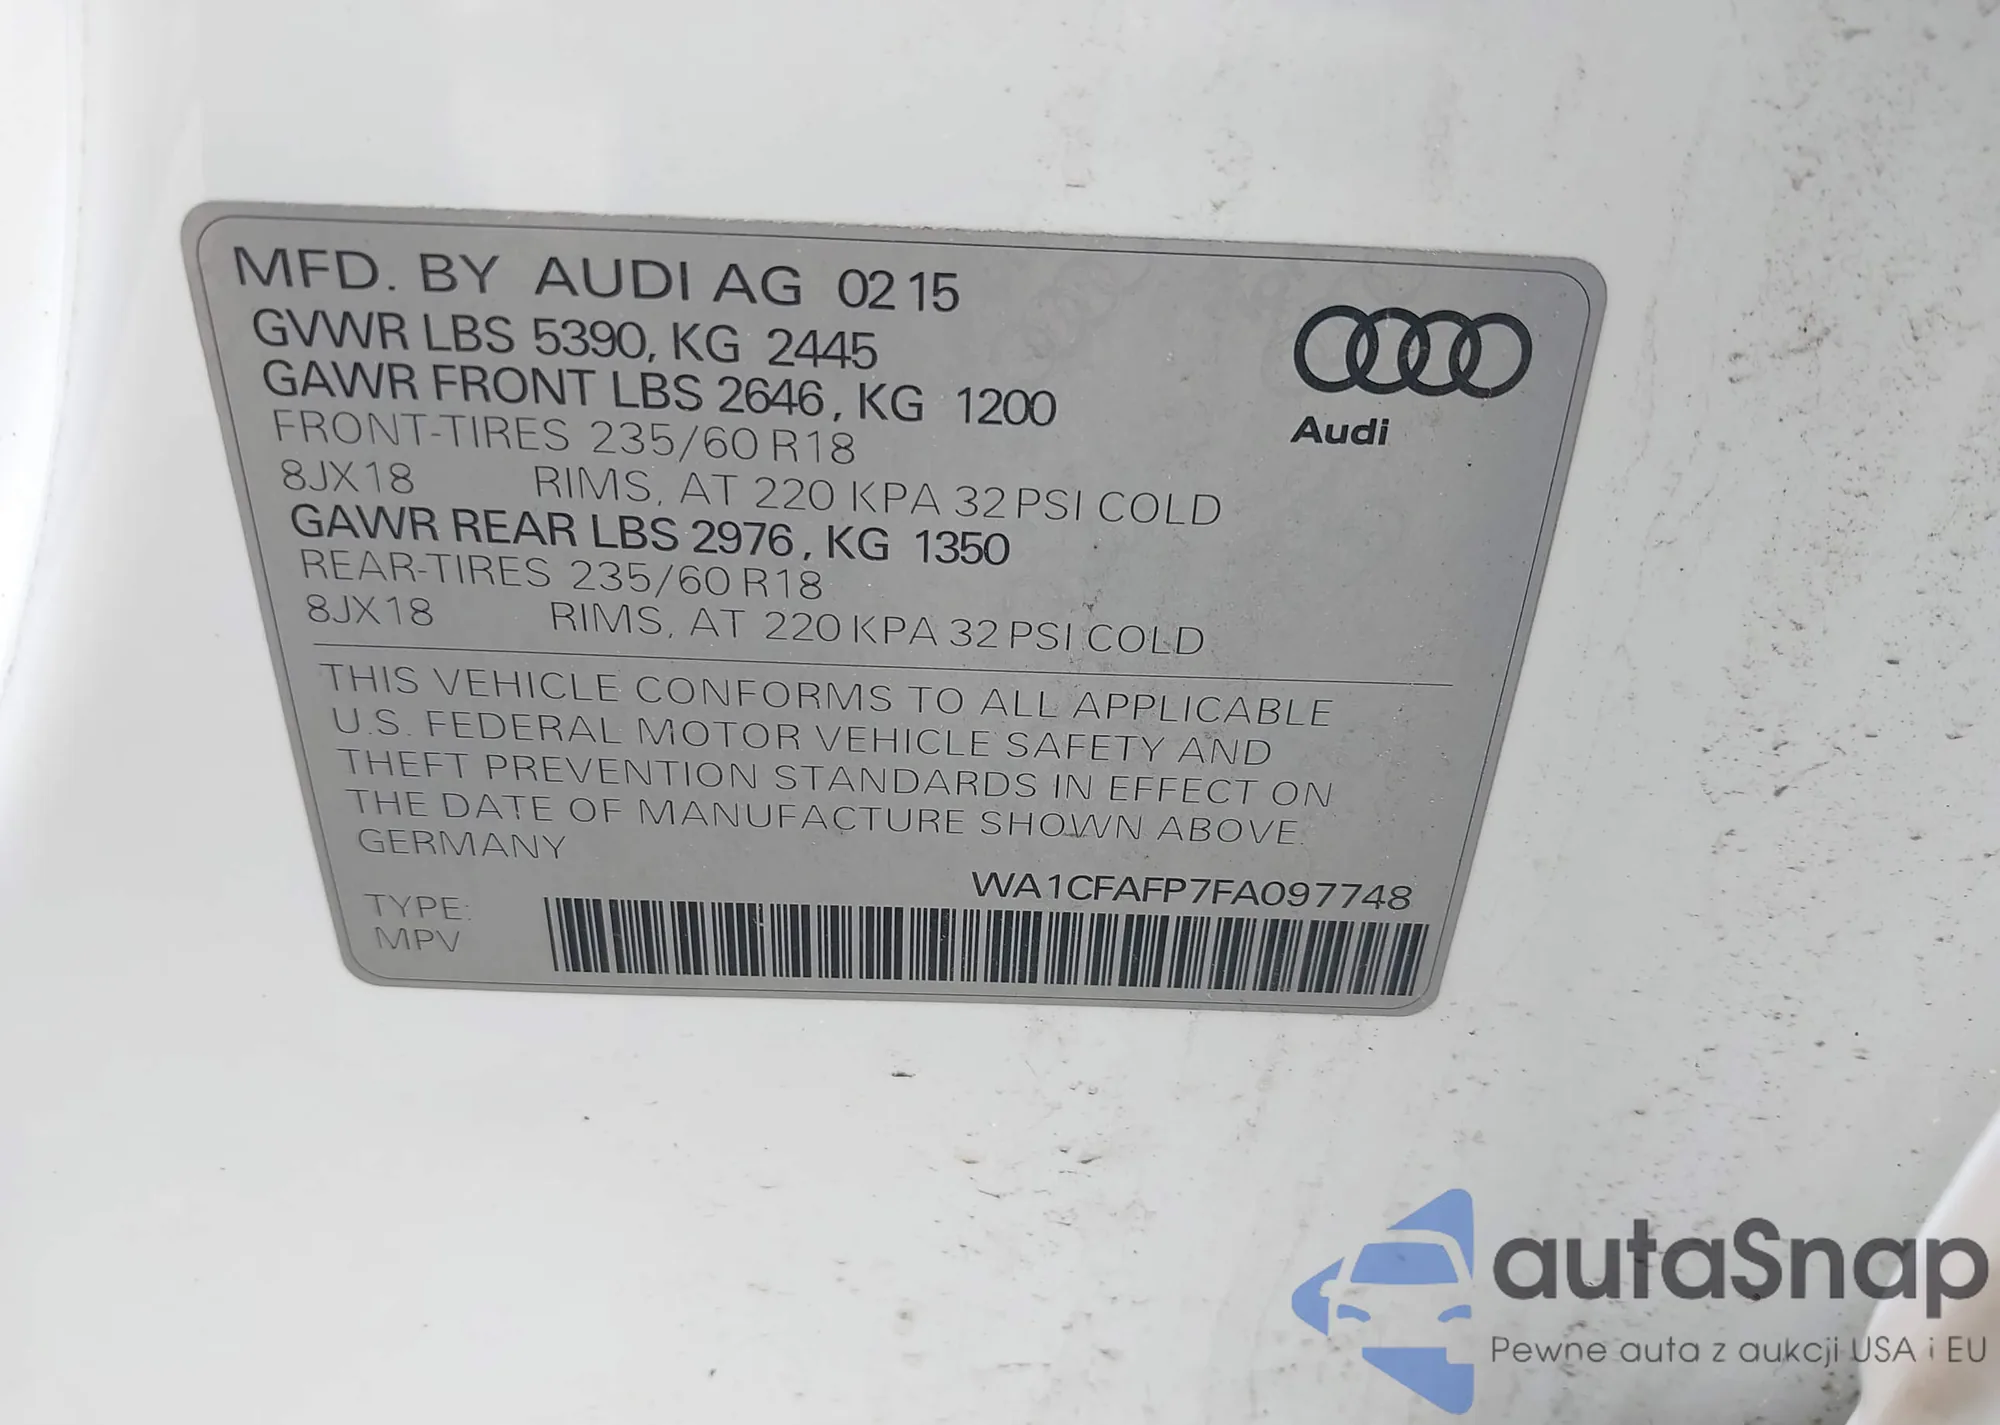 MFD. BY AUDI AG 02 15
GVWR LBS 5390, KG 2445
GAWR FRONT LBS 2646, KG 1200
FRONT-TIRES 235/60 R18
8JX18 RIMS, AT 220 KPA 32 PSI COLD
GAWR REAR LBS 2976, KG 1350
REAR-TIRES 235/60 R18
8JX18 RIMS, AT 220 KPA 32 PSI COLD
Audi
THIS VEHICLE CONFORMS TO ALL APPLICABLE
U.S. FEDERAL MOTOR VEHICLE SAFETY AND
THEFT PREVENTION STANDARDS IN EFFECT ON
THE DATE OF MANUFACTURE SHOWN ABOVE.
GERMANY
WA1CFAFP7FA097748
TYPE:
MPV
autaSnap
Pewne auta z aukcji USA i EU